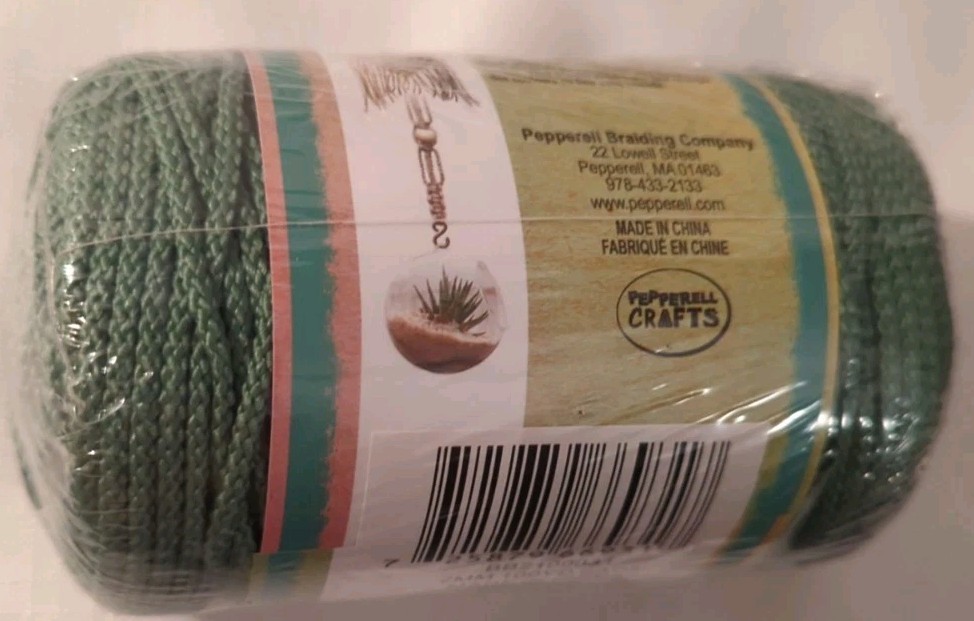 Pepperell Braiding Company
22 Lowell Street
Pepperell, MA 01463
978-433-2133
www.pepperell.com
MADE IN CHINA
FABRIQUÉ EN CHINE
PEPPERELL
CRAFTS
7